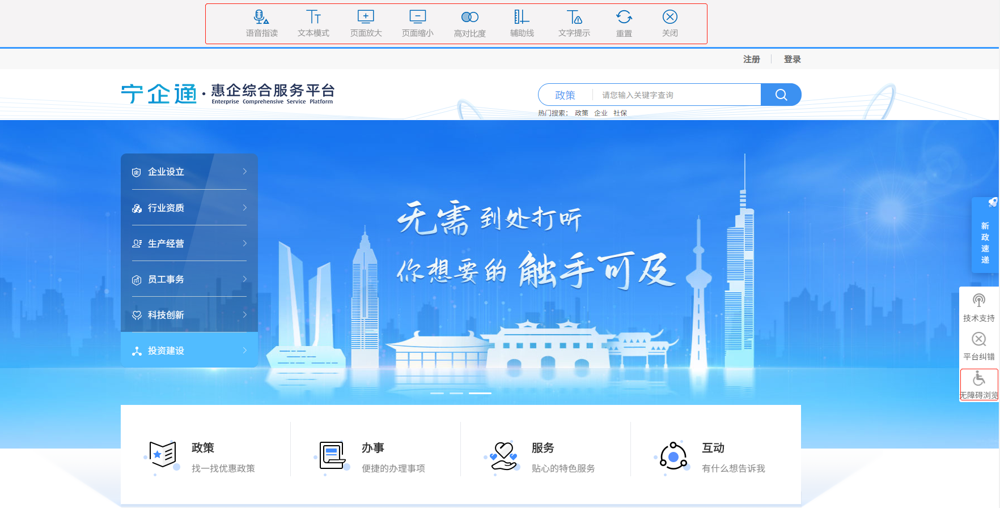 语音指读 文本模式 页面放大 页面缩小 高对比度 辅助线 文字提示 重置 关闭
注册 登录
宁企通·惠企综合服务平台
Enterprise Comprehensive Service Platform
政策 请您输入关键字查询
热门搜索： 政策 企业 社保
企业设立
行业资质
生产经营
员工事务
科技创新
投资建设
无需到处打听
你想要的触手可及
新政速递
技术支持
平台纠错
无障碍浏览
政策
找一找优惠政策
办事
便捷的办理事项
服务
贴心的特色服务
互动
有什么想告诉我